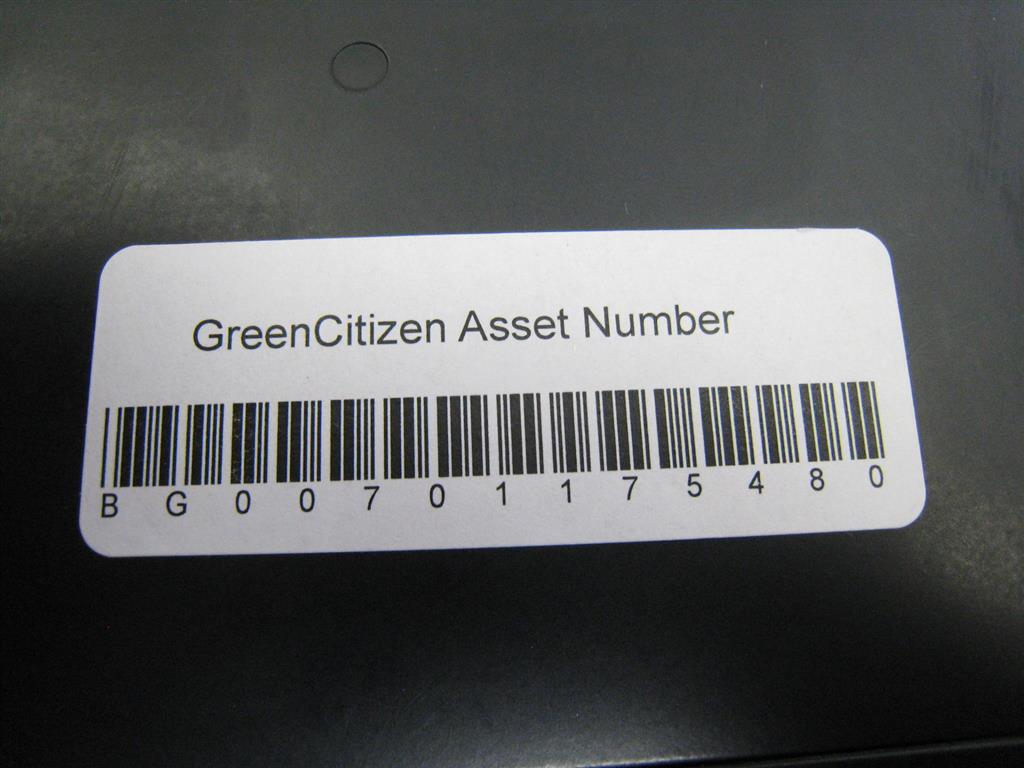 GreenCitizen Asset Number
B G 0 0 7 0 1 1 7 5 4 8 0